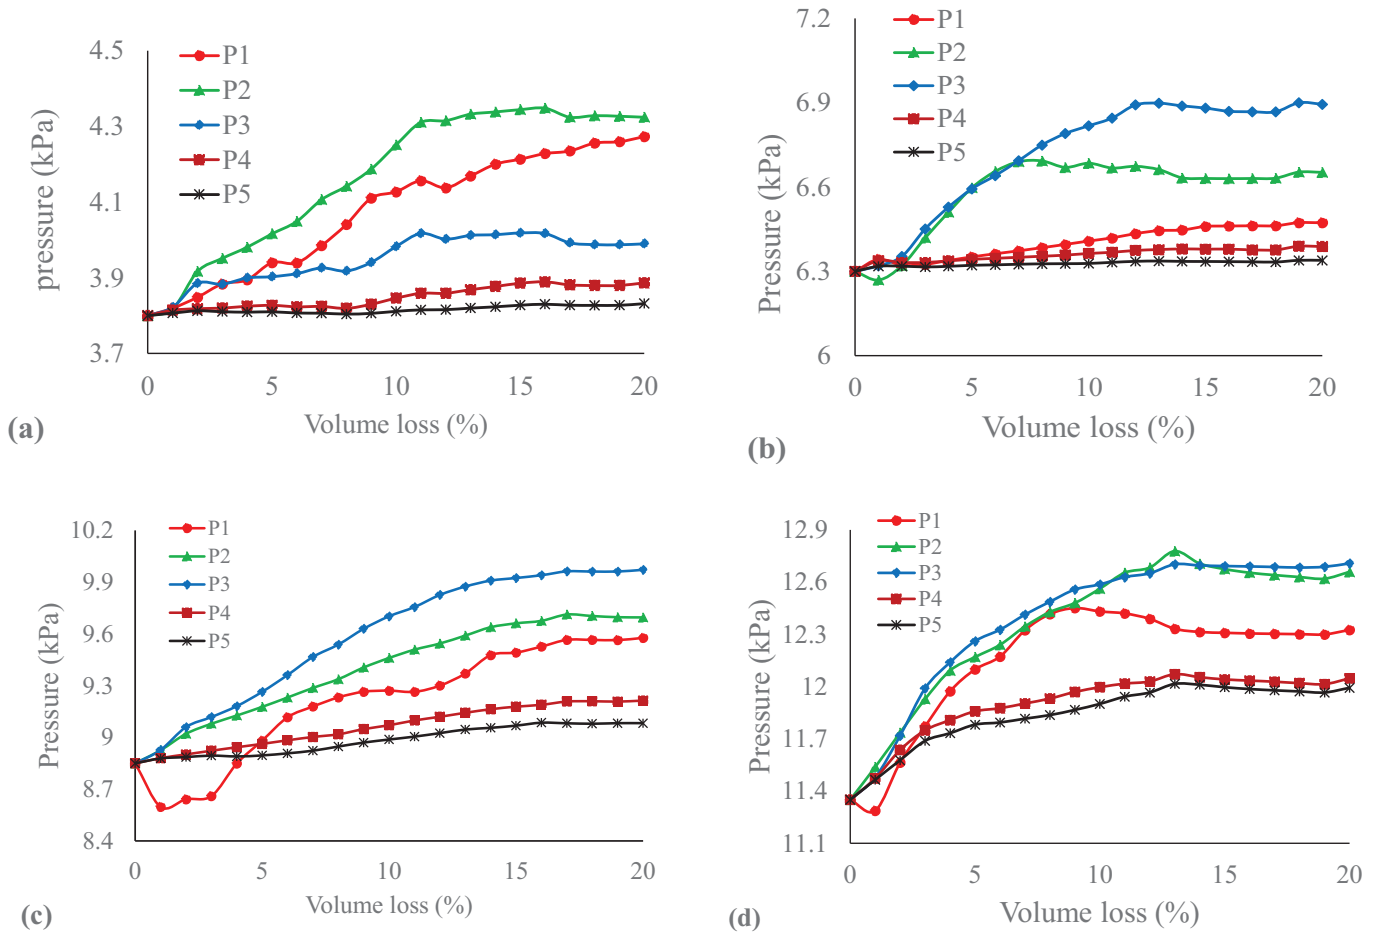 4.5
4.3
4.1
3.9
3.7
pressure (kPa)
P1
P2
P3
P4
P5
0 5 10 15 20
Volume loss (%)
(a)
7.2
6.9
6.6
6.3
6
Pressure (kPa)
P1
P2
P3
P4
P5
0 5 10 15 20
Volume loss (%)
(b)
10.2
9.9
9.6
9.3
9
8.7
8.4
Pressure (kPa)
P1
P2
P3
P4
P5
0 5 10 15 20
Volume loss (%)
(c)
12.9
12.6
12.3
12
11.7
11.4
11.1
Pressure (kPa)
P1
P2
P3
P4
P5
0 5 10 15 20
Volume loss (%)
(d)